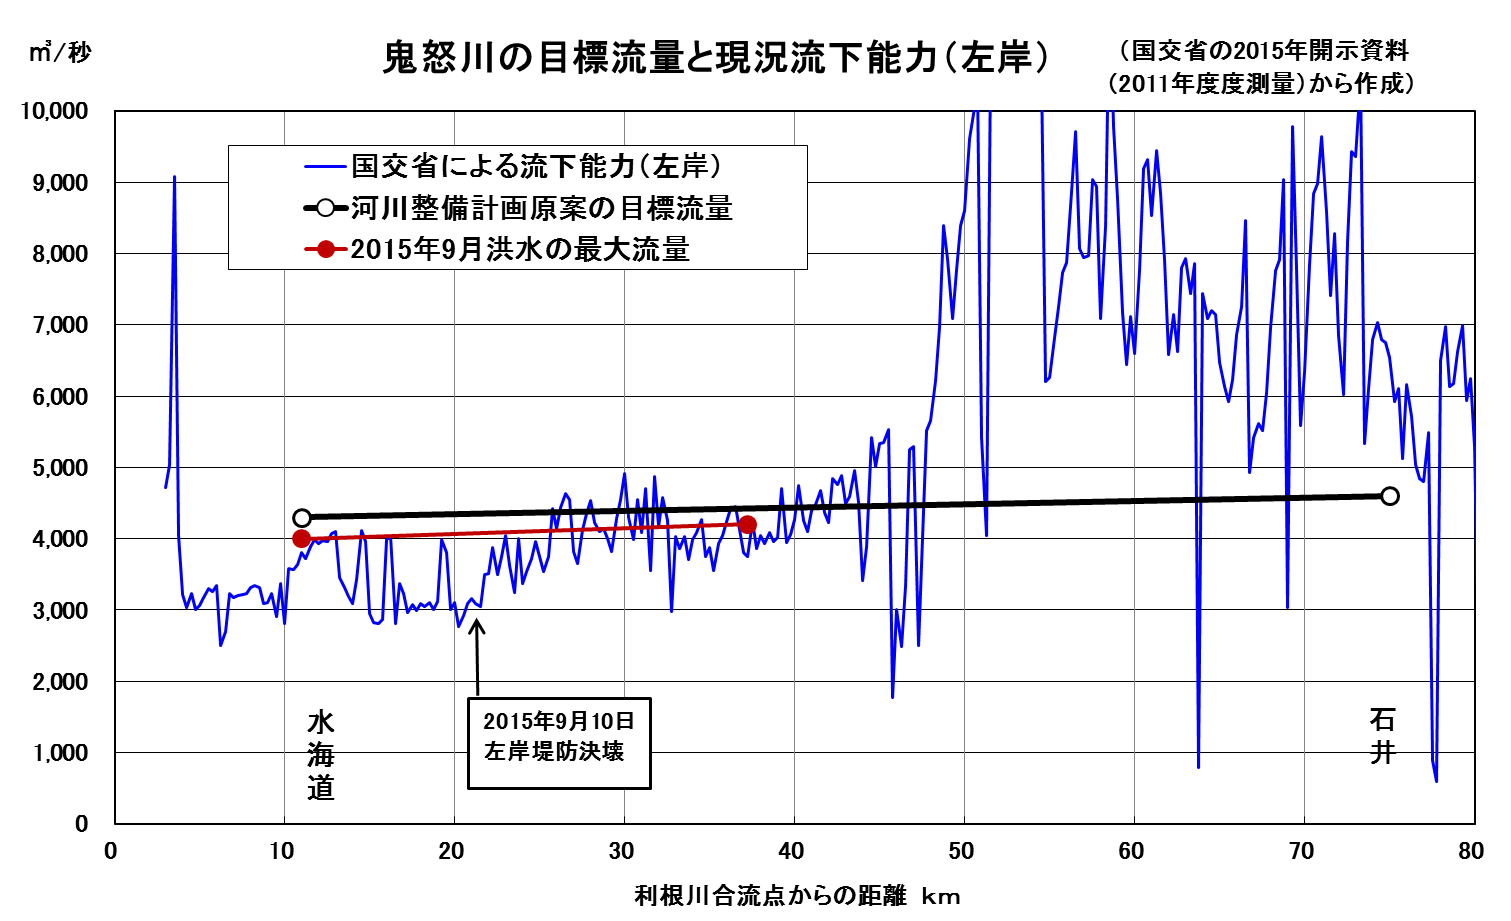 ㎥/秒
鬼怒川の目標流量と現況流下能力（左岸）
（国交省の2015年開示資料
（2011年度度測量）から作成）
10,000
9,000
8,000
7,000
6,000
5,000
4,000
3,000
2,000
1,000
0
国交省による流下能力（左岸）
河川整備計画原案の目標流量
2015年9月洪水の最大流量
2015年9月10日
左岸堤防決壊
水海道
石井
0 10 20 30 40 50 60 70 80
利根川合流点からの距離 ｋｍ